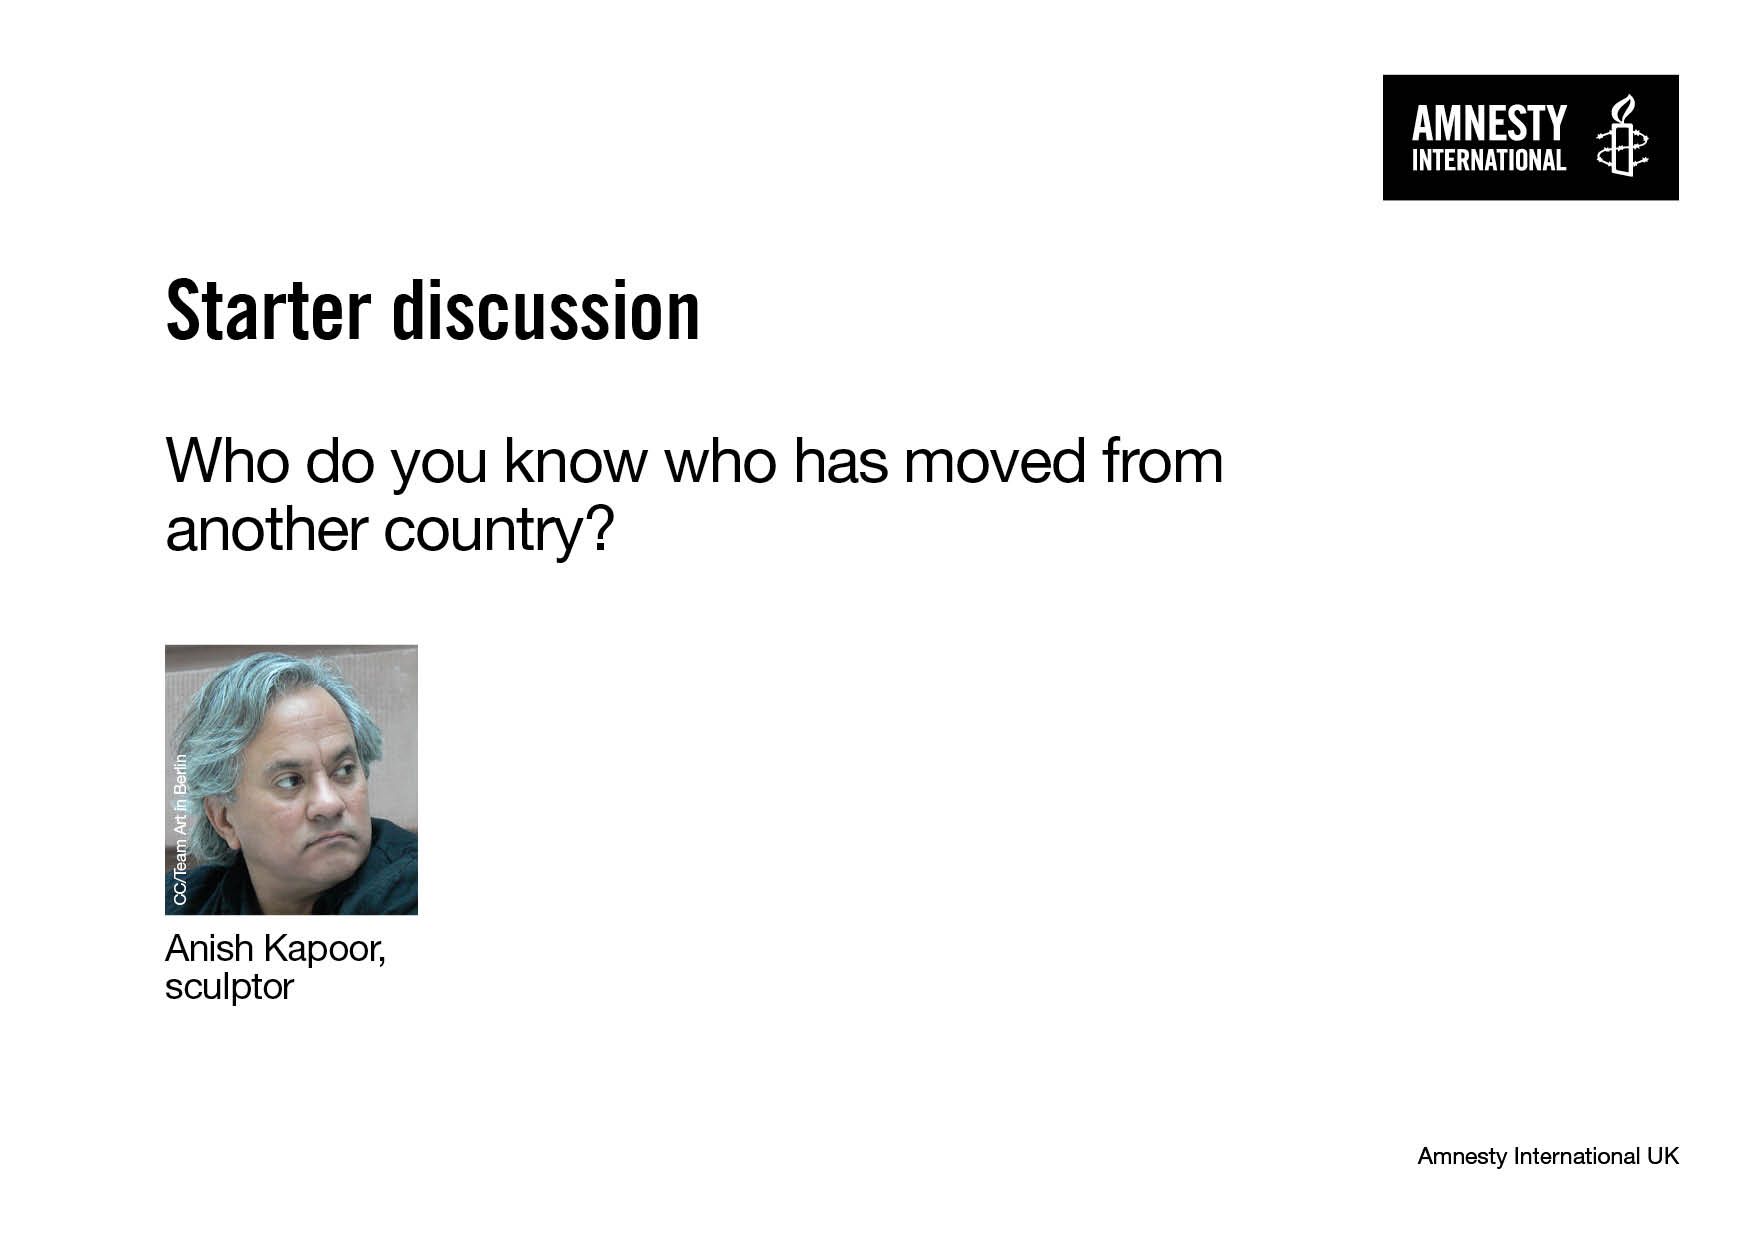 AMNESTY
INTERNATIONAL
Starter discussion
Who do you know who has moved from
another country?
CC/Team Art in Berlin
Anish Kapoor,
sculptor
Amnesty International UK